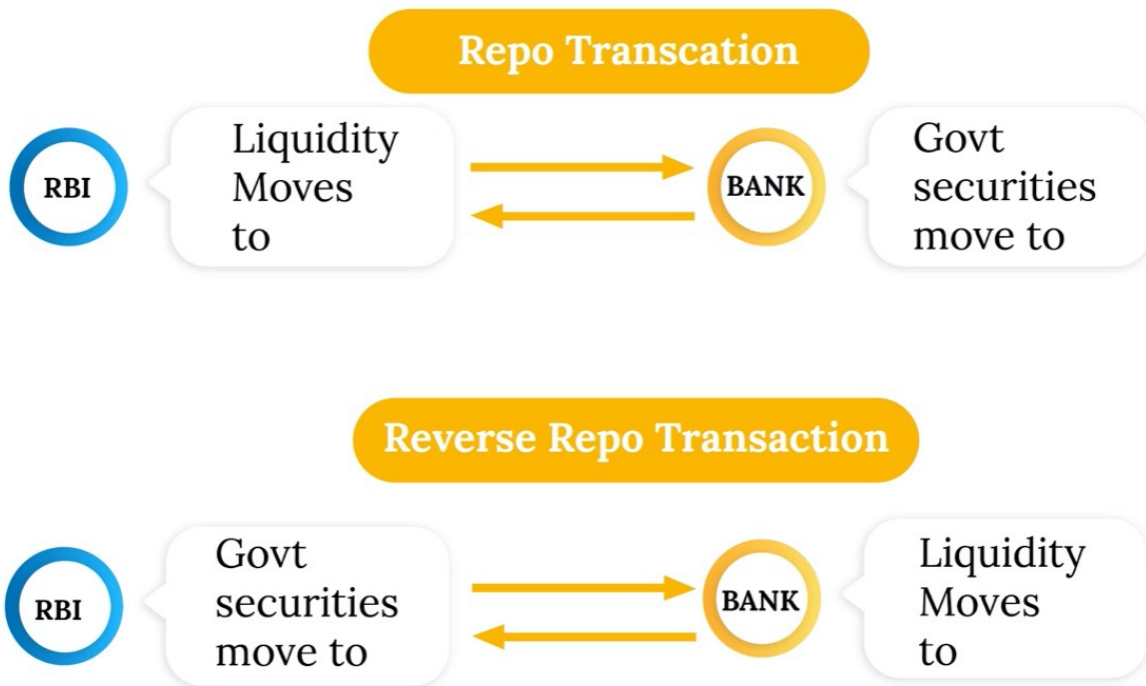 Repo Transcation
RBI
Liquidity
Moves
to
BANK
Govt
securities
move to
Reverse Repo Transaction
RBI
Govt
securities
move to
BANK
Liquidity
Moves
to